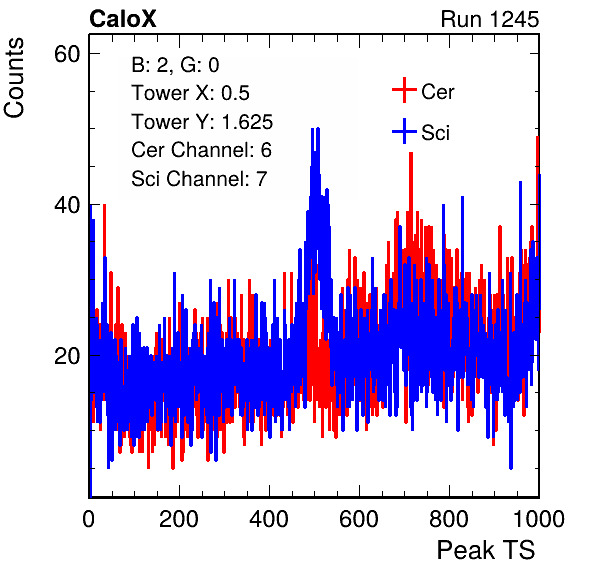 CaloX Run 1245
Counts
60
40
20
B: 2, G: 0
Tower X: 0.5
Tower Y: 1.625
Cer Channel: 6
Sci Channel: 7
Cer
Sci
0 200 400 600 800 1000
Peak TS